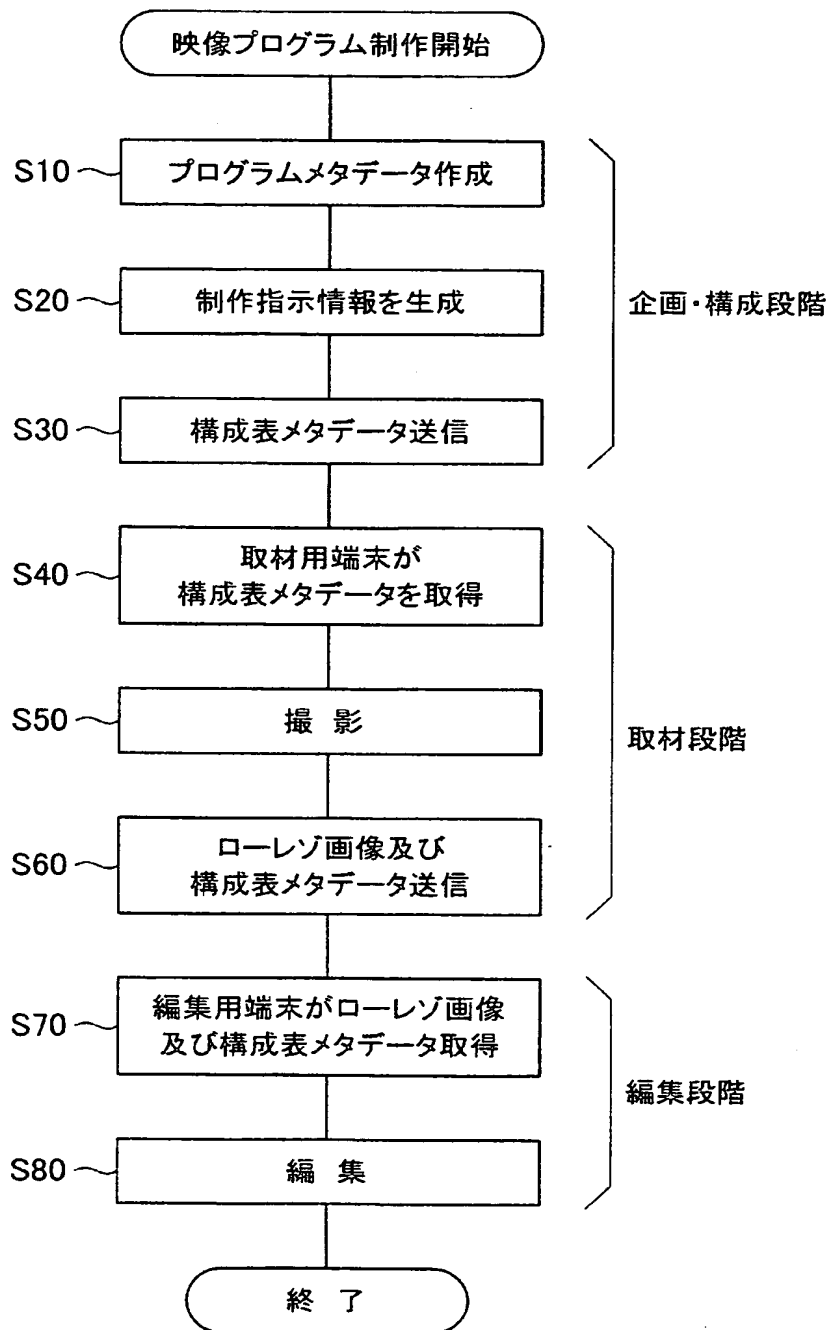 映像プログラム制作開始
S10
プログラムメタデータ作成
S20
制作指示情報を生成
企画・構成段階
S30
構成表メタデータ送信
S40
取材用端末が
構成表メタデータを取得
S50
撮 影
取材段階
S60
ローレゾ画像及び
構成表メタデータ送信
S70
編集用端末がローレゾ画像
及び構成表メタデータ取得
編集段階
S80
編 集
終 了